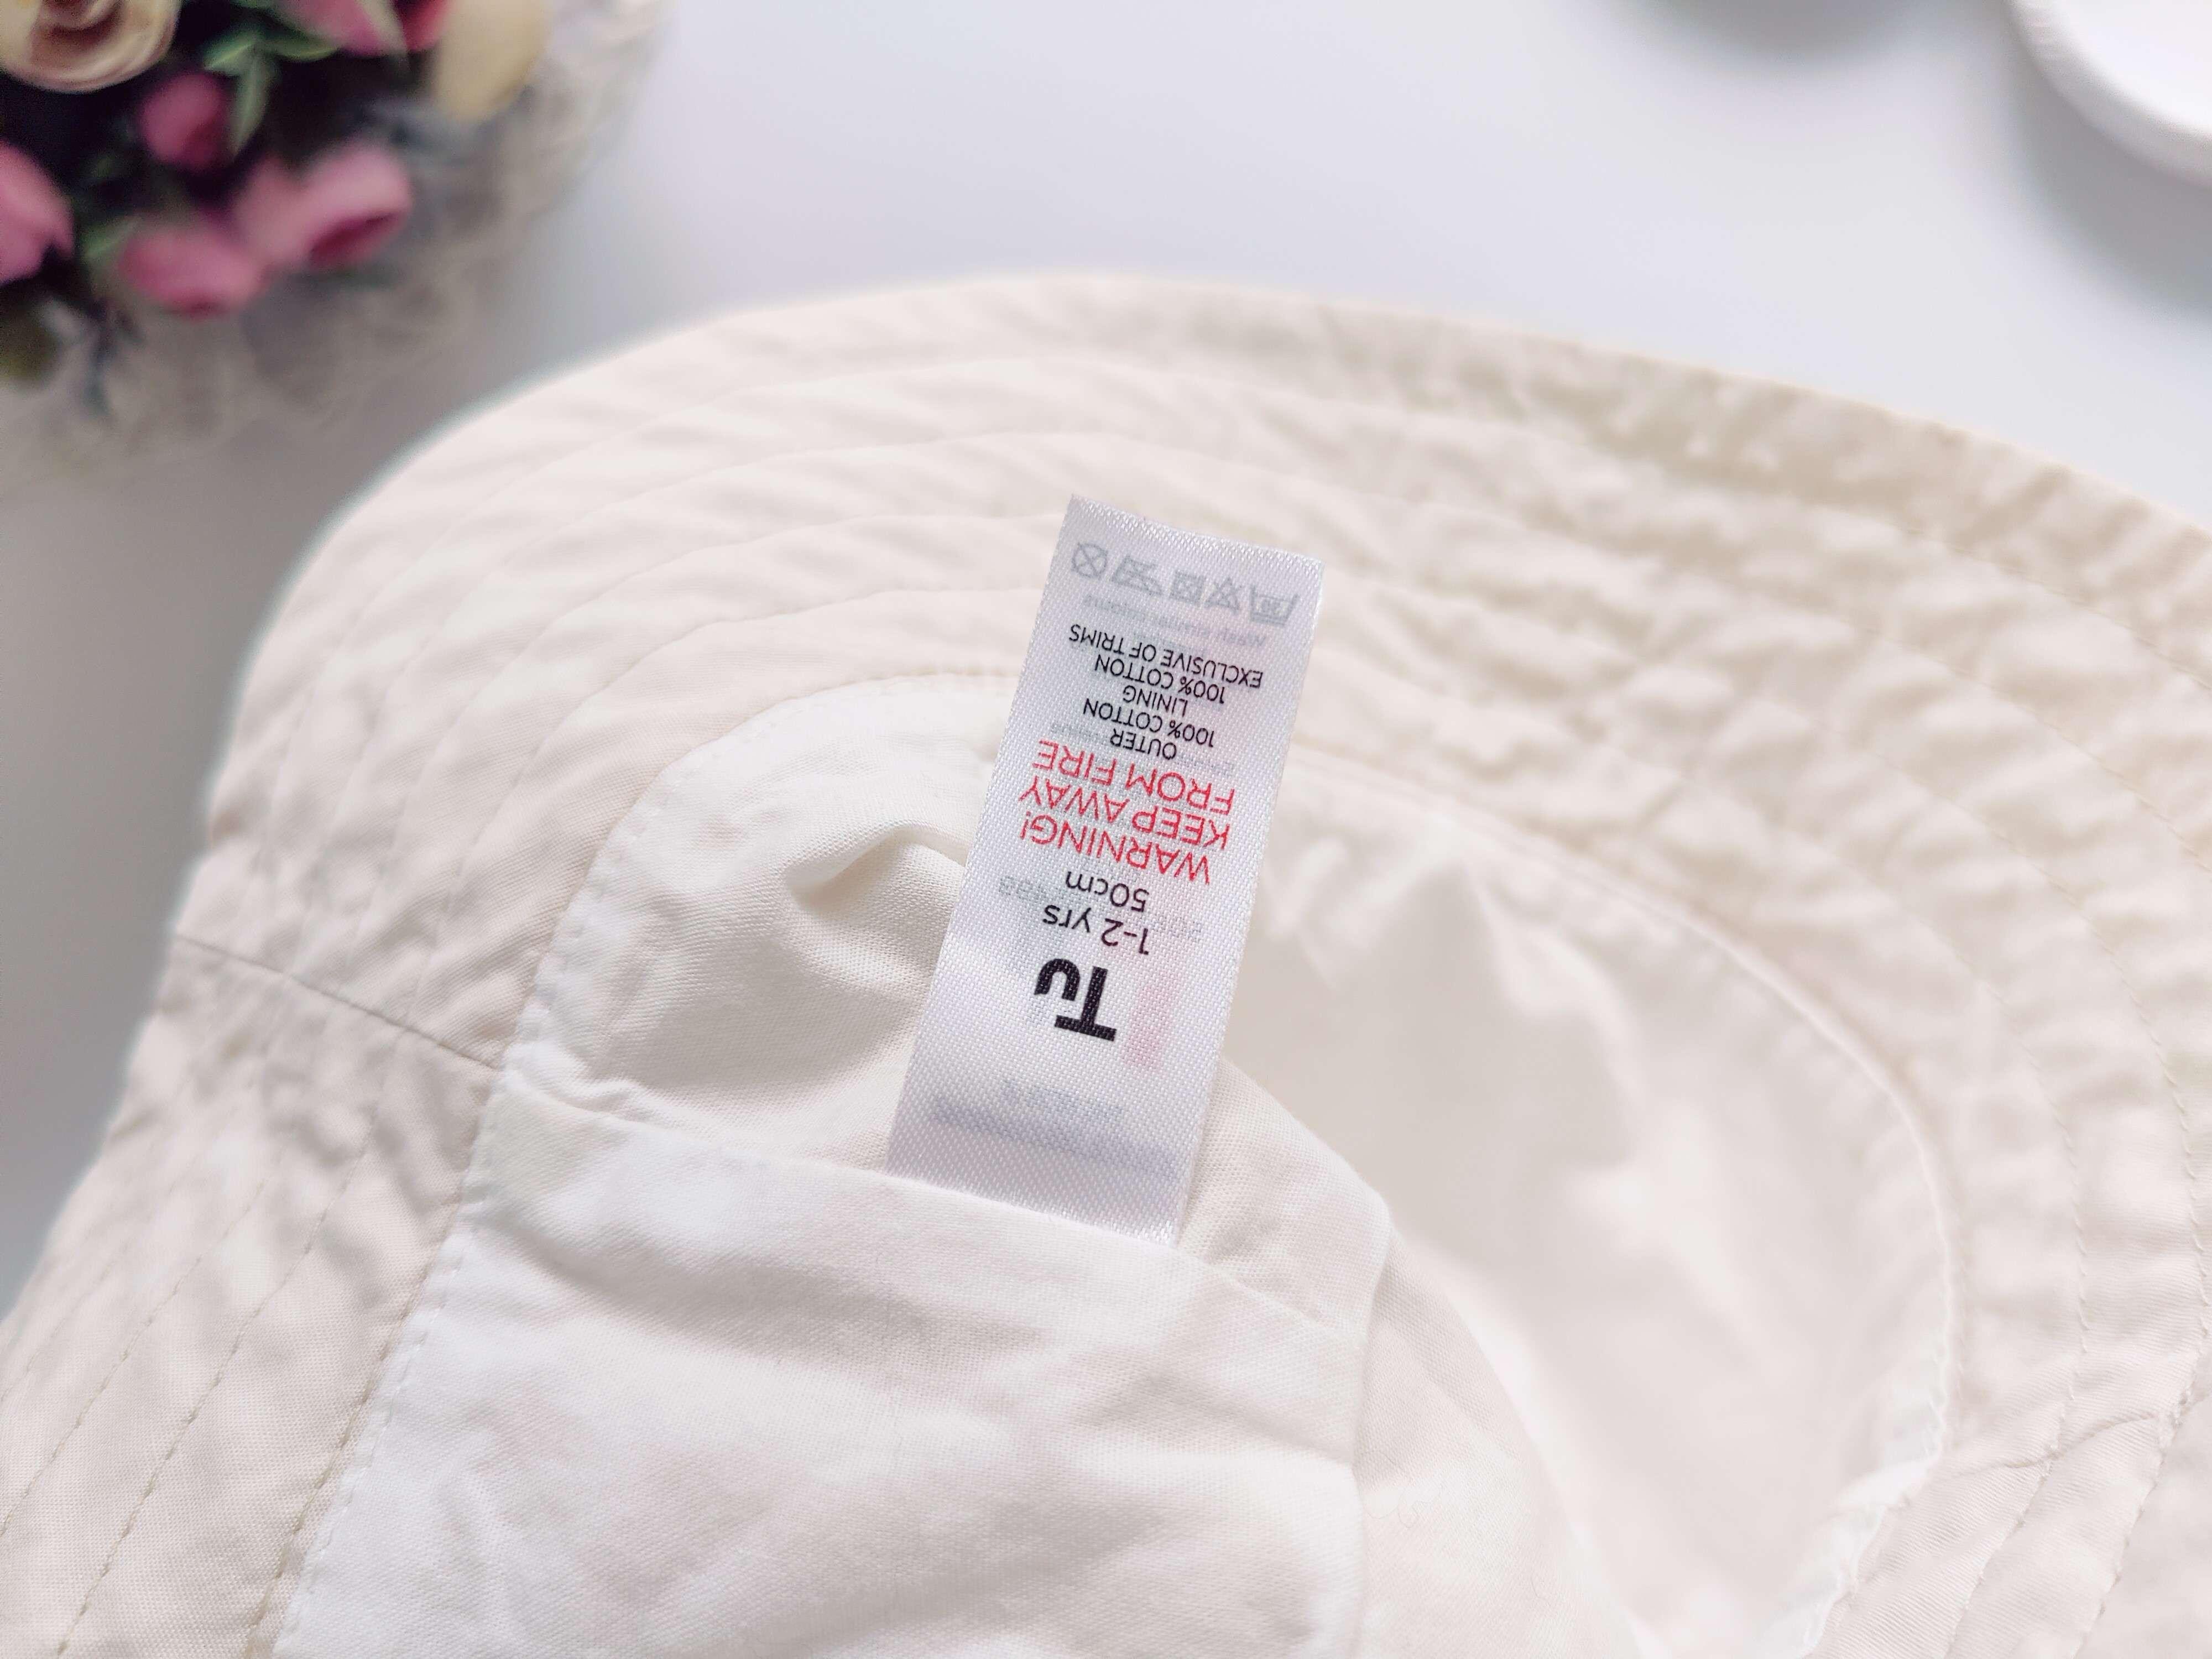 Tu
1-2 yrs
50cm
WARNING!
KEEP AWAY
FROM FIRE
OUTER
100% COTTON
LINING
100% COTTON
EXCLUSIVE OF TRIMS